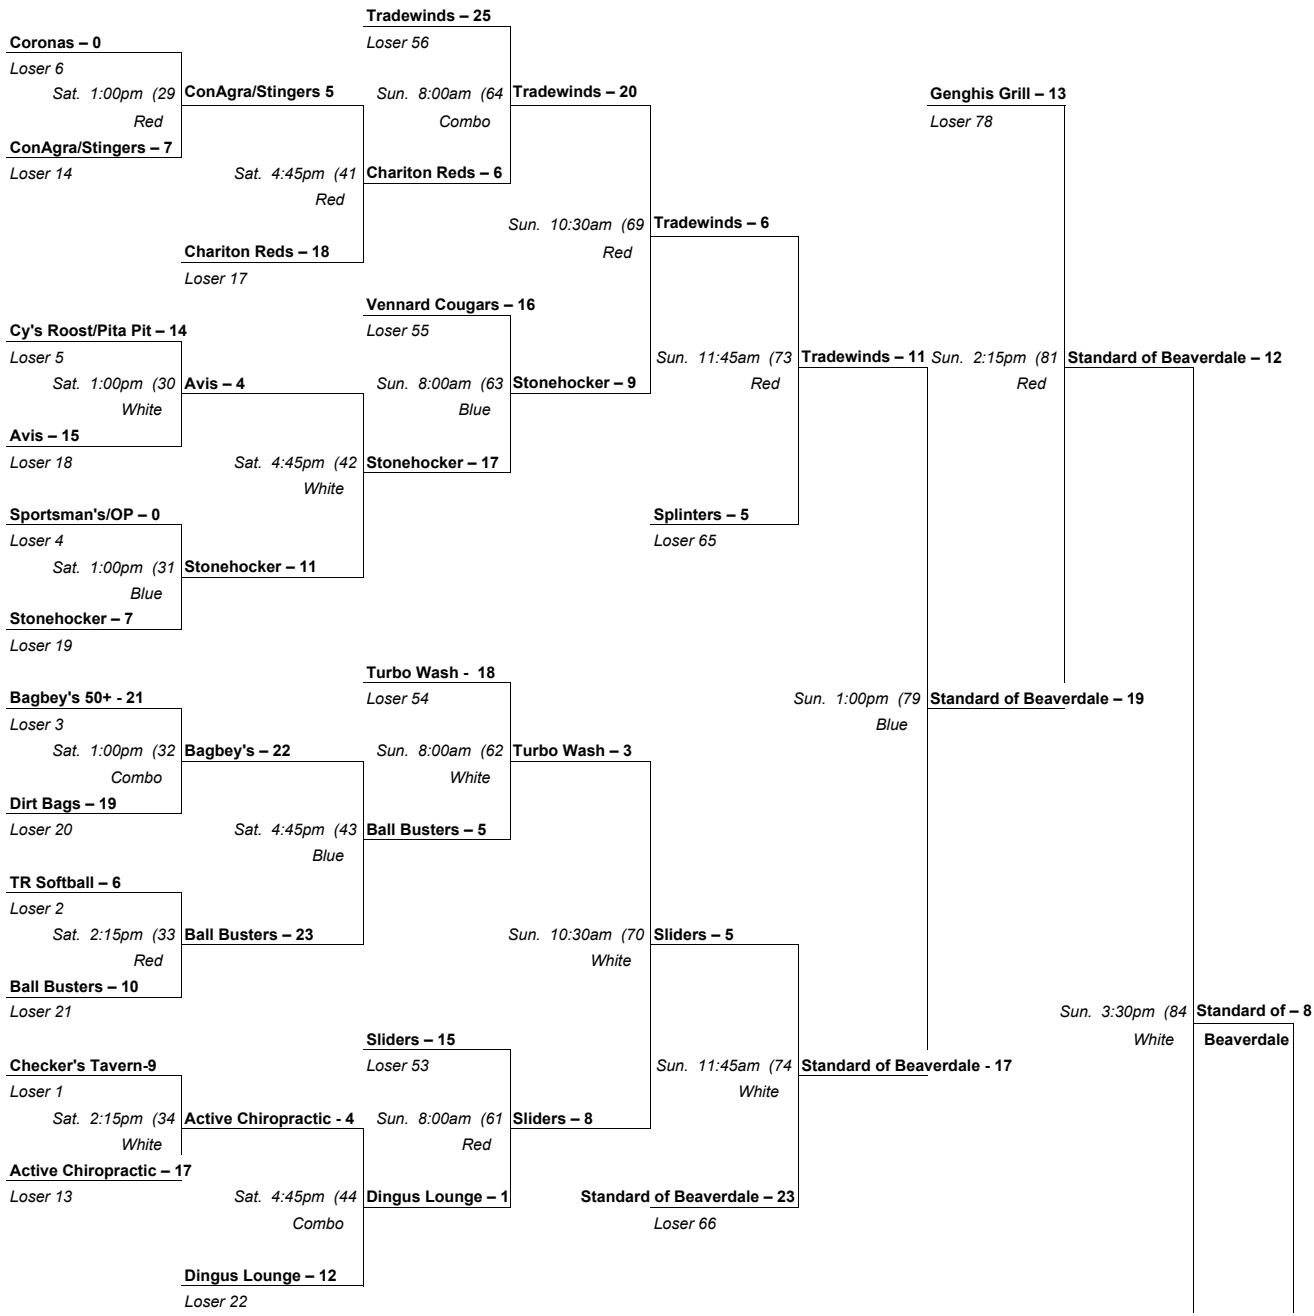 Tradewinds – 25
Coronas – 0
Loser 56
Loser 6
Sat. 1:00pm (29
ConAgra/Stingers 5
Sun. 8:00am (64
Tradewinds – 20
Genghis Grill – 13
Red
Combo
Loser 78
ConAgra/Stingers – 7
Loser 14
Sat. 4:45pm (41
Chariton Reds – 6
Red
Sun. 10:30am (69
Tradewinds – 6
Chariton Reds – 18
Red
Loser 17
Vennard Cougars – 16
Cy's Roost/Pita Pit – 14
Loser 55
Loser 5
Sun. 11:45am (73
Tradewinds – 11
Sun. 2:15pm (81
Standard of Beaverdale – 12
Sat. 1:00pm (30
Avis – 4
Sun. 8:00am (63
Stonehocker – 9
Red
Red
White
Blue
Avis – 15
Loser 18
Sat. 4:45pm (42
Stonehocker – 17
White
Sportsman's/OP – 0
Splinters – 5
Loser 4
Loser 65
Sat. 1:00pm (31
Stonehocker – 11
Blue
Stonehocker – 7
Loser 19
Turbo Wash - 18
Bagbey's 50+ - 21
Loser 54
Sun. 1:00pm (79
Standard of Beaverdale – 19
Loser 3
Blue
Sat. 1:00pm (32
Bagbey's – 22
Sun. 8:00am (62
Turbo Wash – 3
Combo
White
Dirt Bags – 19
Loser 20
Sat. 4:45pm (43
Ball Busters – 5
Blue
TR Softball – 6
Loser 2
Sat. 2:15pm (33
Ball Busters – 23
Sun. 10:30am (70
Sliders – 5
Red
White
Ball Busters – 10
Loser 21
Sun. 3:30pm (84
Standard of – 8
Sliders – 15
White
Beaverdale
Checker's Tavern-9
Loser 53
Sun. 11:45am (74
Standard of Beaverdale - 17
Loser 1
White
Sat. 2:15pm (34
Active Chiropractic - 4
Sun. 8:00am (61
Sliders – 8
White
Red
Active Chiropractic – 17
Loser 13
Sat. 4:45pm (44
Dingus Lounge – 1
Standard of Beaverdale – 23
Combo
Loser 66
Dingus Lounge – 12
Loser 22